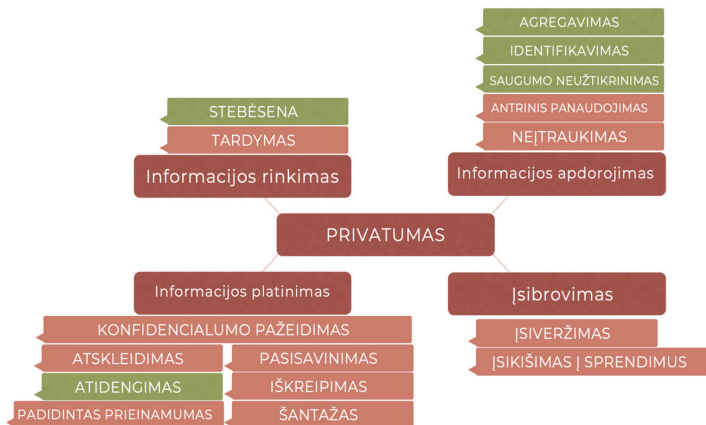 AGREGAVIMAS
IDENTIFIKAVIMAS
SAUGUMO NEUŽTIKRINIMAS
ANTRINIS PANAUDOJIMAS
NEĮTRAUKIMAS
Informacijos apdorojimas
STEBĖSENA
TARDYMAS
Informacijos rinkimas
PRIVATUMAS
Informacijos platinimas
KONFIDENCIALUMO PAŽEIDIMAS
ATSKLEIDIMAS
PASISAVINIMAS
ATIDENGIMAS
IŠKREIPIMAS
PADIDINTAS PRIEINAMUMAS
ŠANTAŽAS
Įsibrovimas
ĮSIVERŽIMAS
ĮSIKIŠIMAS Į SPRENDIMUS